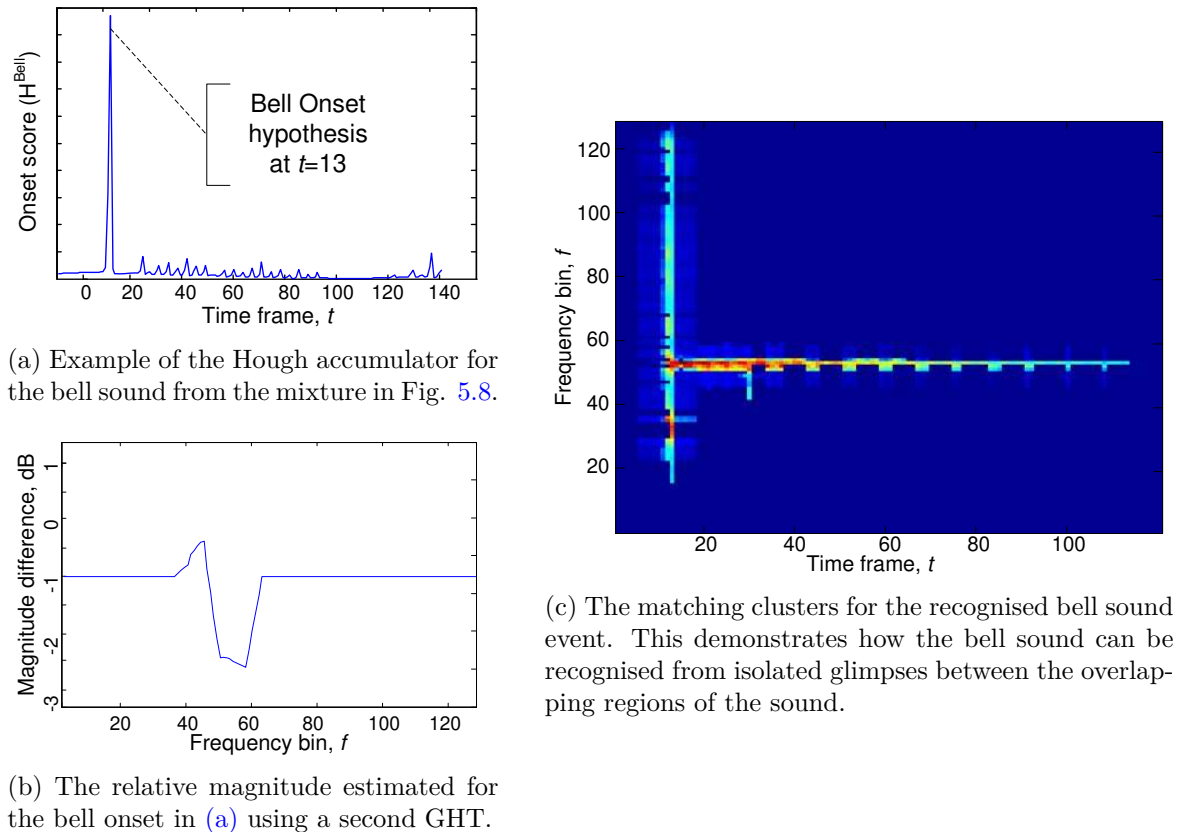 Onset score (H^Bell)
Bell Onset
hypothesis
at t=13
0 20 40 60 80 100 120 140
Time frame, t
(a) Example of the Hough accumulator for
the bell sound from the mixture in Fig. 5.8.
Magnitude difference, dB
1
0
-1
-2
-3
20 40 60 80 100 120
Frequency bin, f
(b) The relative magnitude estimated for
the bell onset in (a) using a second GHT.
Frequency bin, f
120
100
80
60
40
20
20 40 60 80 100
Time frame, t
(c) The matching clusters for the recognised bell sound
event. This demonstrates how the bell sound can be
recognised from isolated glimpses between the overlap-
ping regions of the sound.